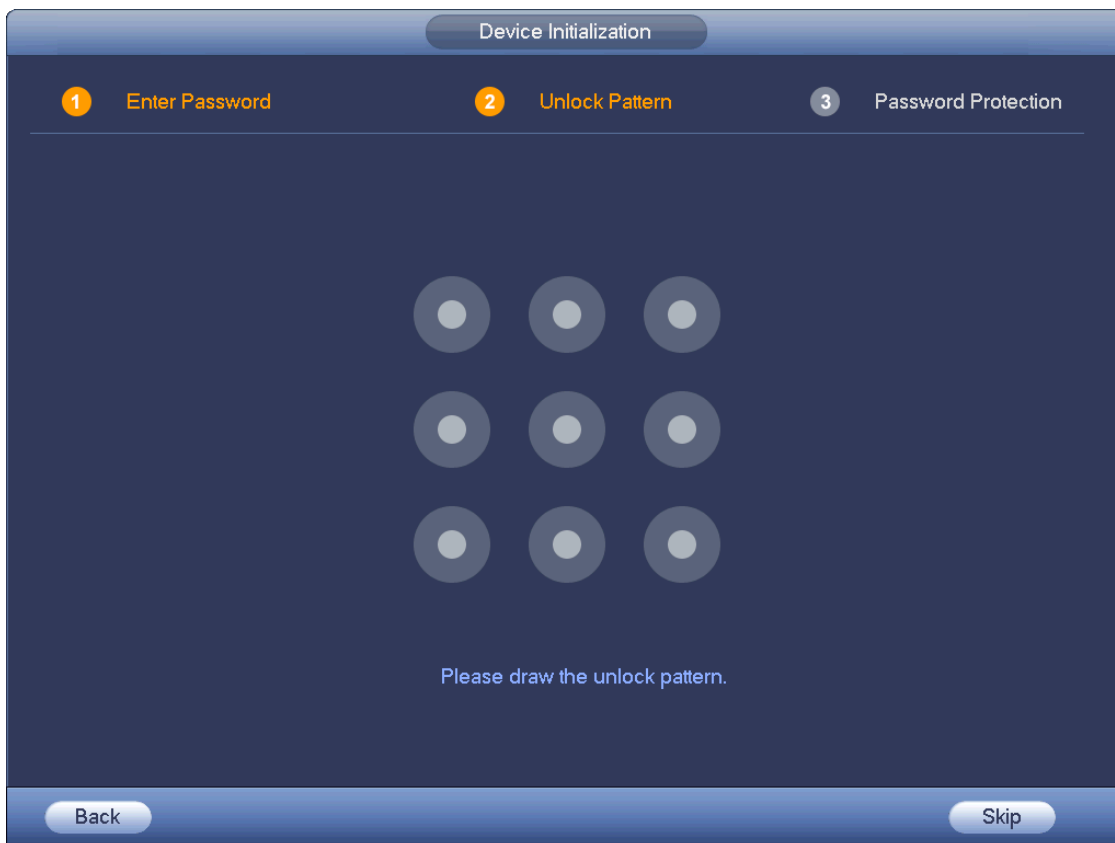 Device Initialization
1 Enter Password 2 Unlock Pattern 3 Password Protection
Please draw the unlock pattern.
Back Skip